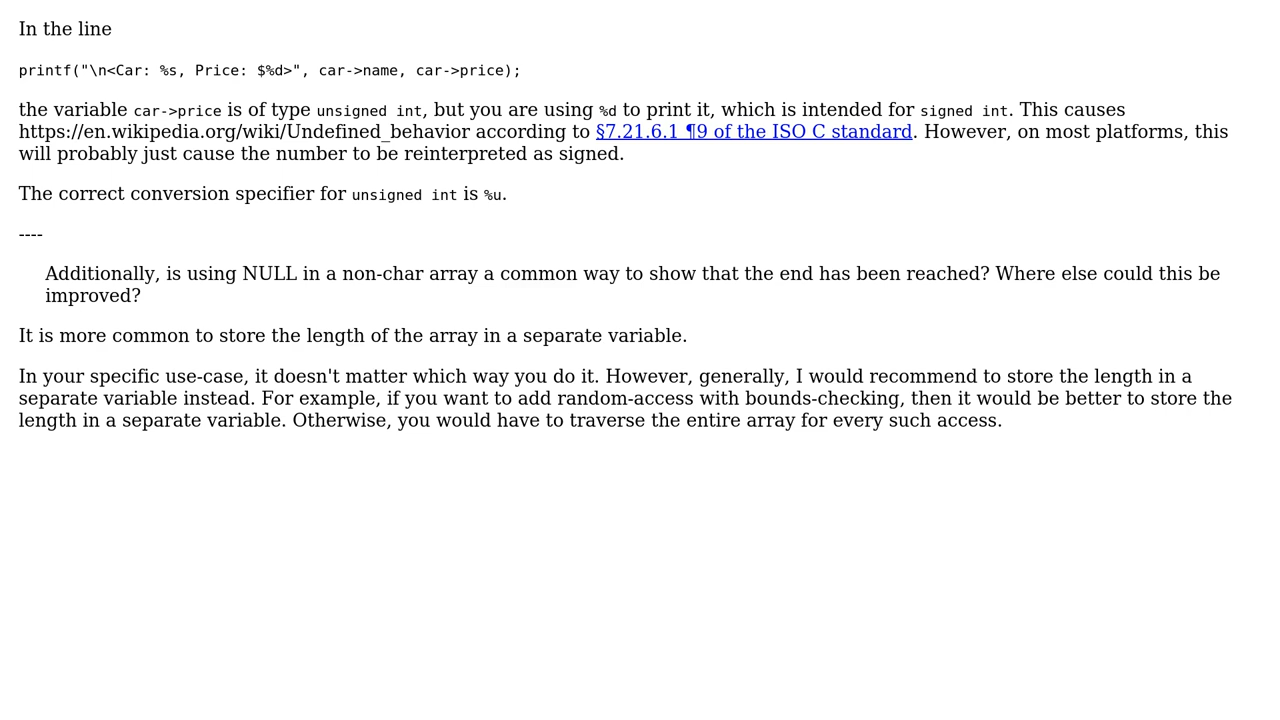 In the line
printf("\n<Car: %s, Price: $%d>", car->name, car->price);
the variable car->price is of type unsigned int, but you are using %d to print it, which is intended for signed int. This causes
https://en.wikipedia.org/wiki/Undefined_behavior according to §7.21.6.1 ¶9 of the ISO C standard. However, on most platforms, this
will probably just cause the number to be reinterpreted as signed.
The correct conversion specifier for unsigned int is %u.
----
Additionally, is using NULL in a non-char array a common way to show that the end has been reached? Where else could this be
improved?
It is more common to store the length of the array in a separate variable.
In your specific use-case, it doesn't matter which way you do it. However, generally, I would recommend to store the length in a
separate variable instead. For example, if you want to add random-access with bounds-checking, then it would be better to store the
length in a separate variable. Otherwise, you would have to traverse the entire array for every such access.